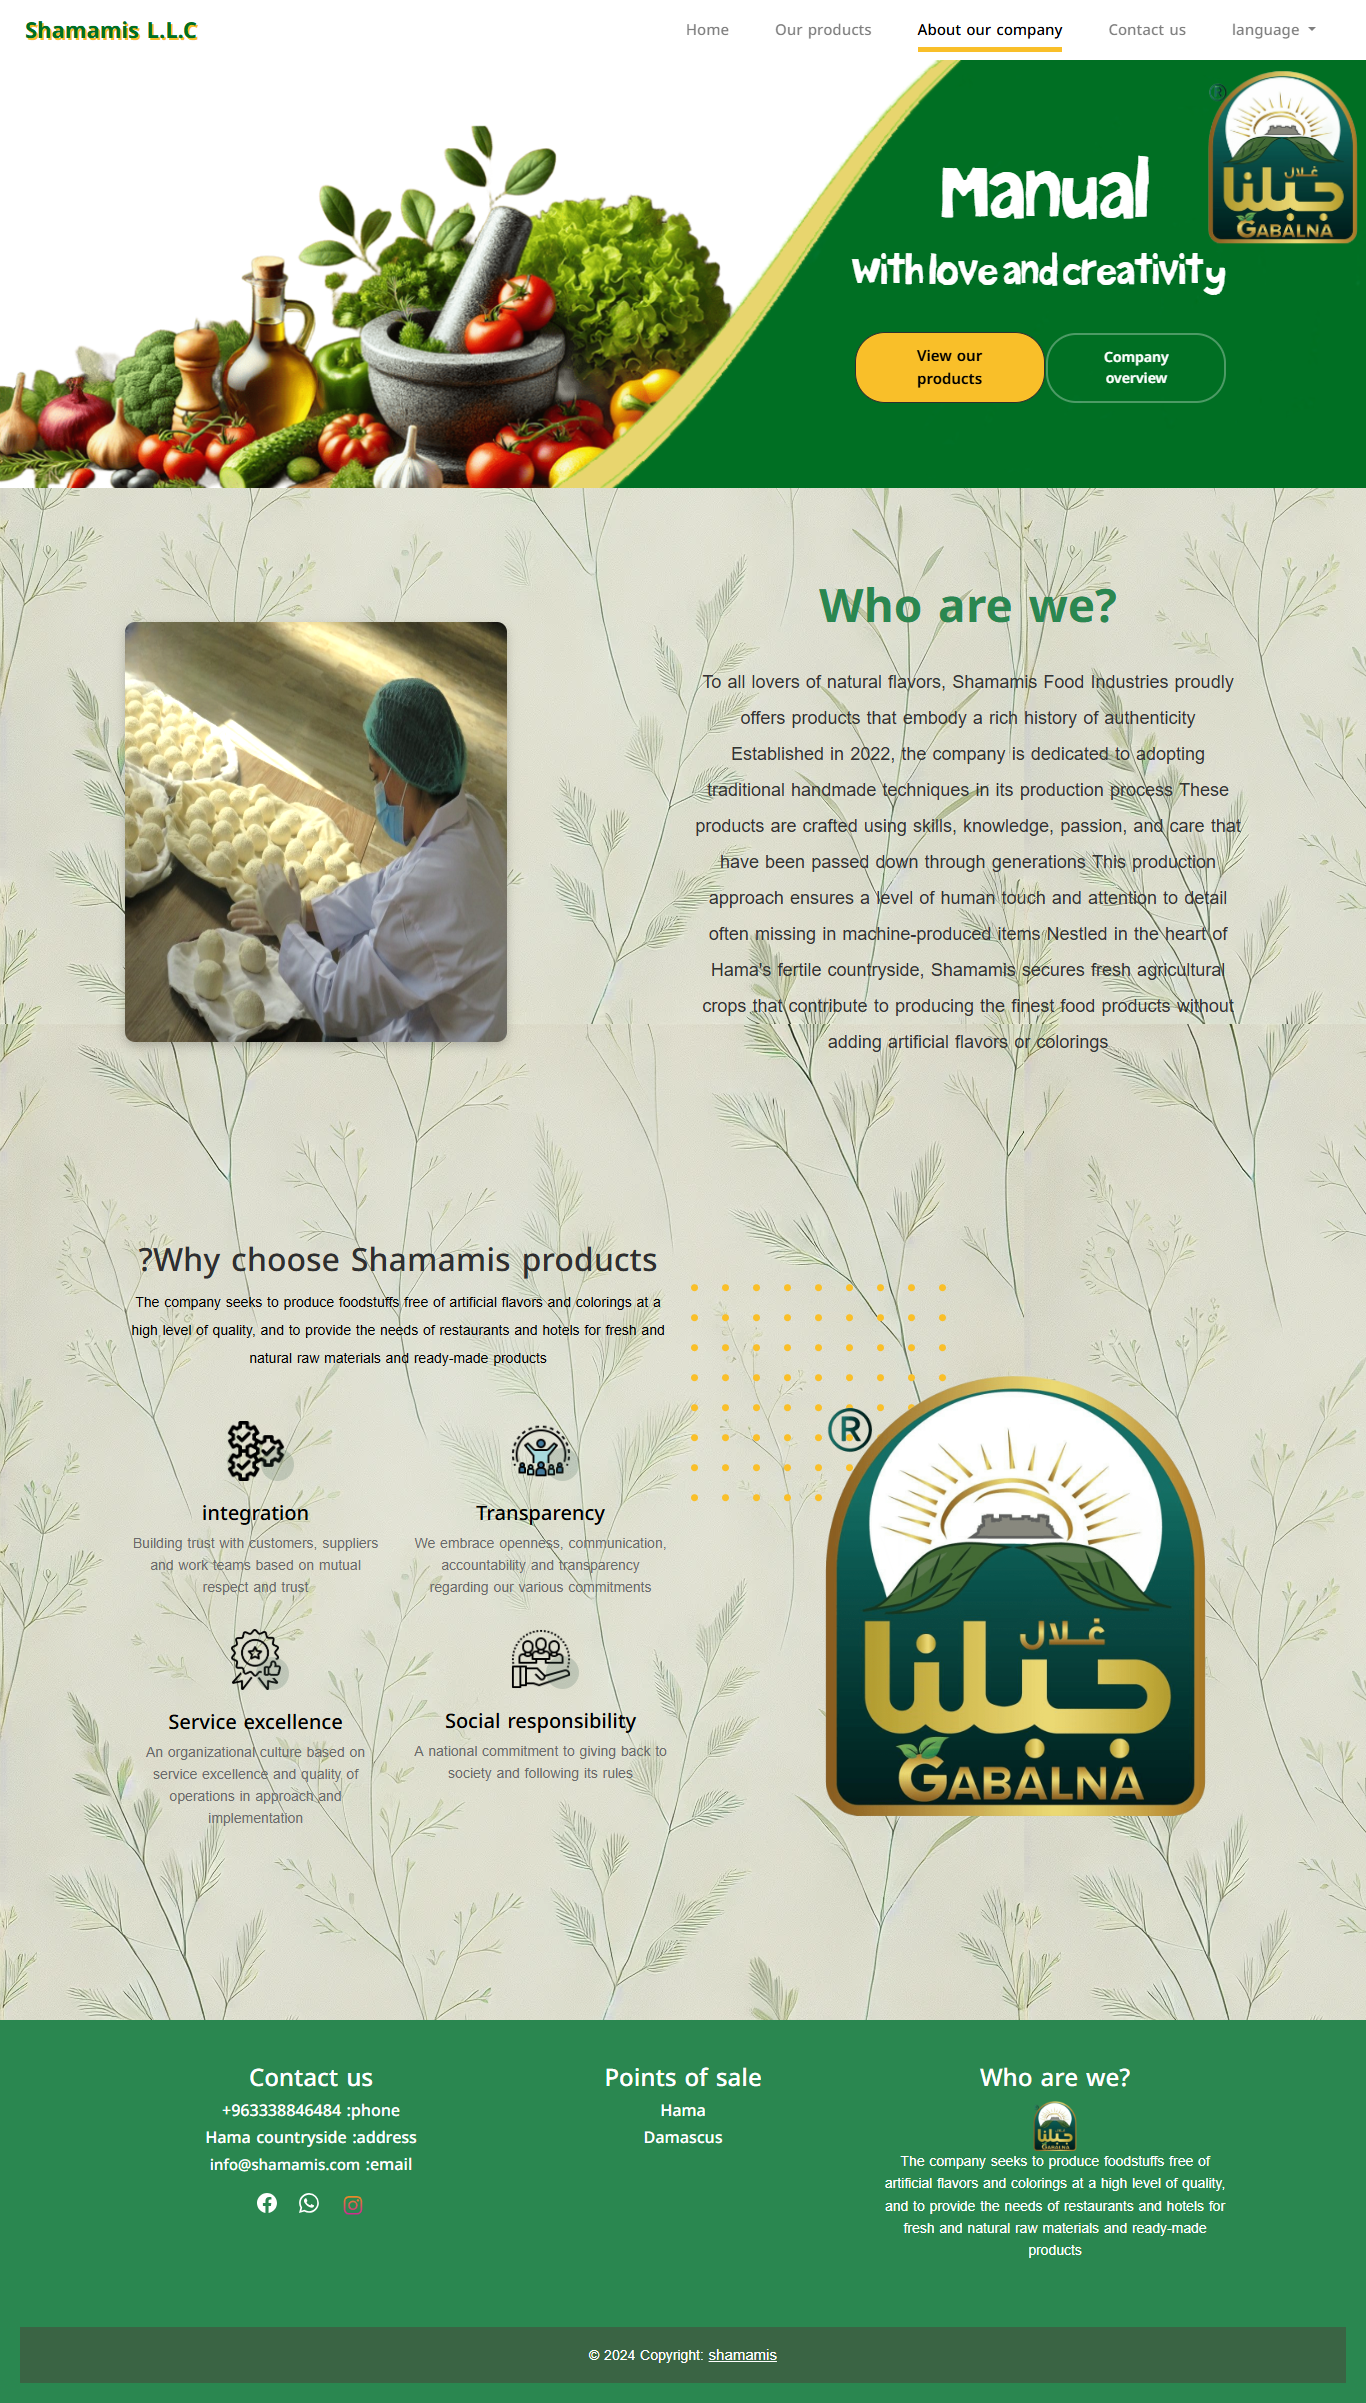 Shamamis L.L.C
Home
Our products
About our company
Contact us
language
®
غلال
جبلنا
GABALNA
Manual
with love and creativity
View our
products
Company
overview
Who are we?
To all lovers of natural flavors, Shamamis Food Industries proudly
offers products that embody a rich history of authenticity
Established in 2022, the company is dedicated to adopting
traditional handmade techniques in its production process These
products are crafted using skills, knowledge, passion, and care that
have been passed down through generations This production
approach ensures a level of human touch and attention to detail
often missing in machine-produced items Nestled in the heart of
Hama's fertile countryside, Shamamis secures fresh agricultural
crops that contribute to producing the finest food products without
adding artificial flavors or colorings
?Why choose Shamamis products
The company seeks to produce foodstuffs free of artificial flavors and colorings at a
high level of quality, and to provide the needs of restaurants and hotels for fresh and
natural raw materials and ready-made products
integration
Building trust with customers, suppliers
and work teams based on mutual
respect and trust
Transparency
We embrace openness, communication,
accountability and transparency
regarding our various commitments
Service excellence
An organizational culture based on
service excellence and quality of
operations in approach and
implementation
Social responsibility
A national commitment to giving back to
society and following its rules
®
غلال
جبلنا
GABALNA
Contact us
+963338846484 :phone
Hama countryside :address
info@shamamis.com :email
Points of sale
Hama
Damascus
Who are we?
جبلنا
GABALNA
The company seeks to produce foodstuffs free of
artificial flavors and colorings at a high level of quality,
and to provide the needs of restaurants and hotels for
fresh and natural raw materials and ready-made
products
© 2024 Copyright: shamamis